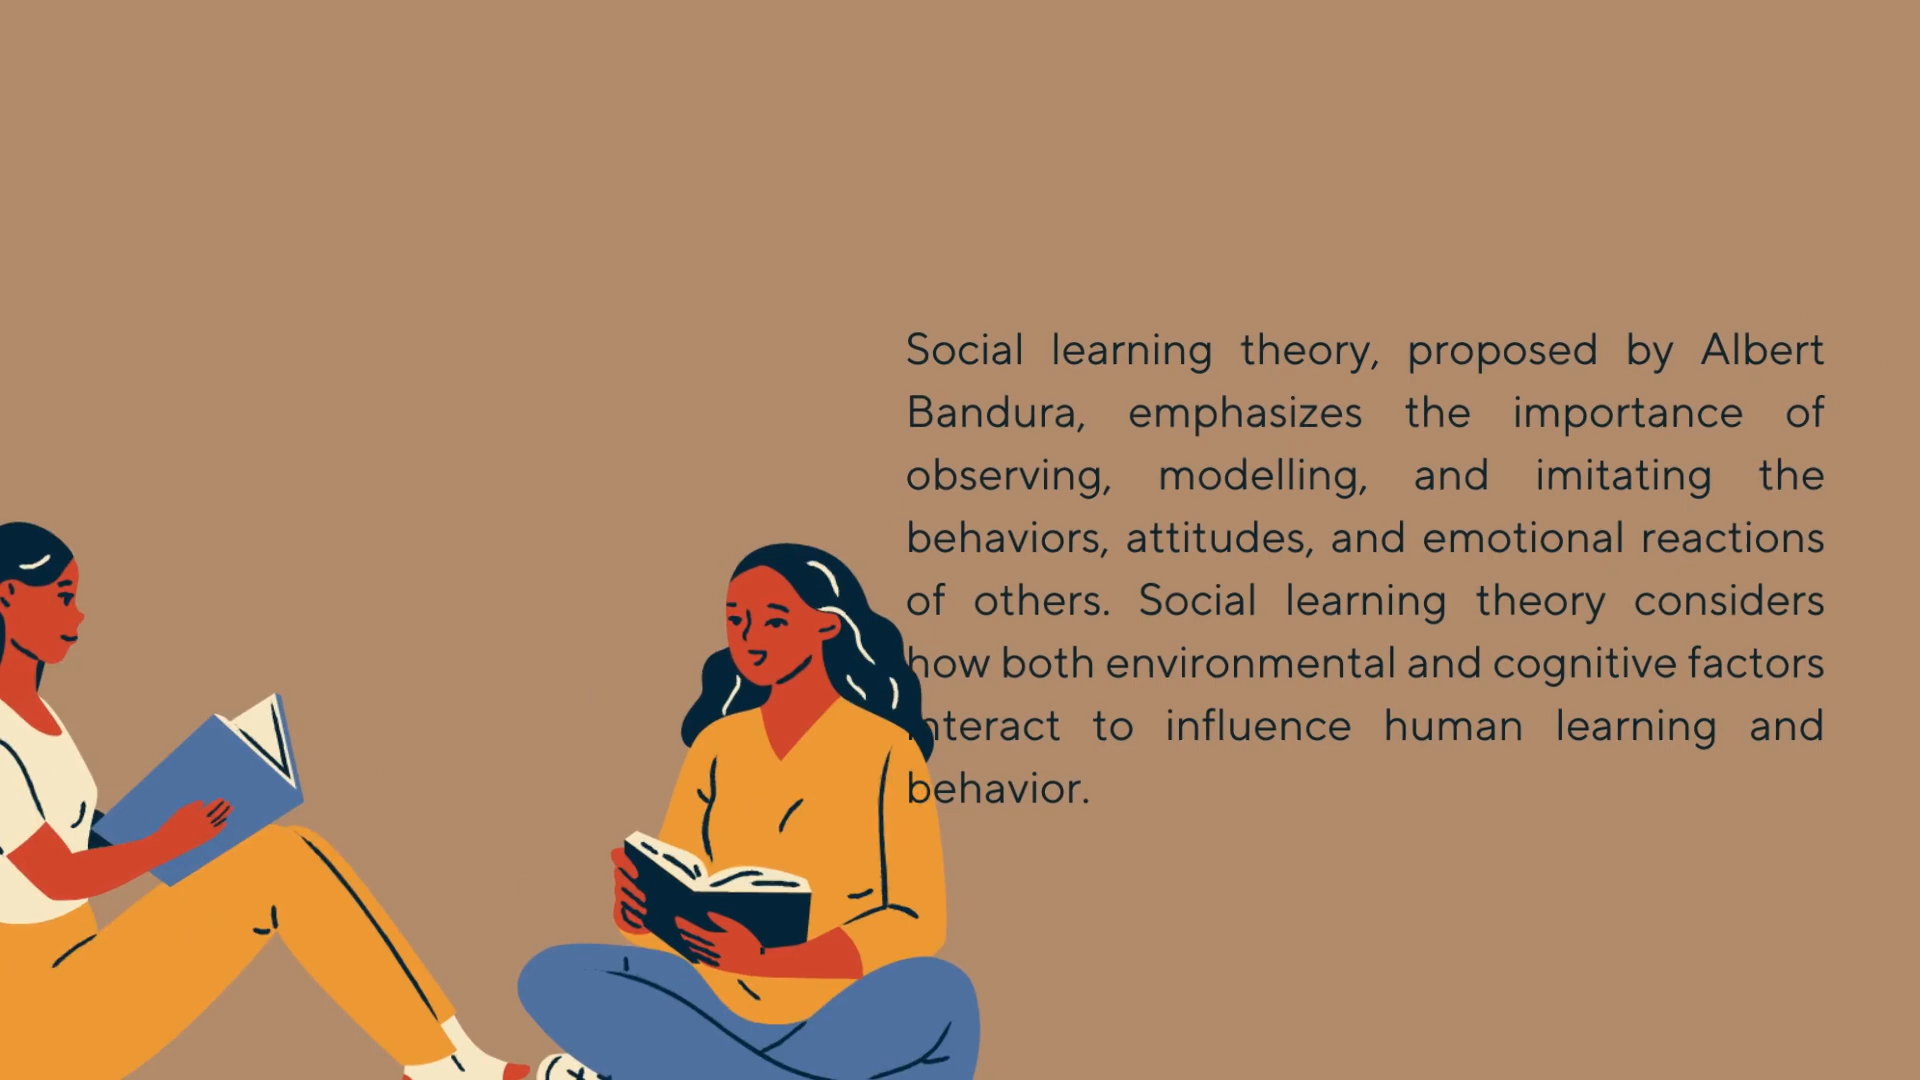 Social learning theory, proposed by Albert
Bandura, emphasizes the importance of
observing, modelling, and imitating the
behaviors, attitudes, and emotional reactions
of others. Social learning theory considers
how both environmental and cognitive factors
interact to influence human learning and
behavior.